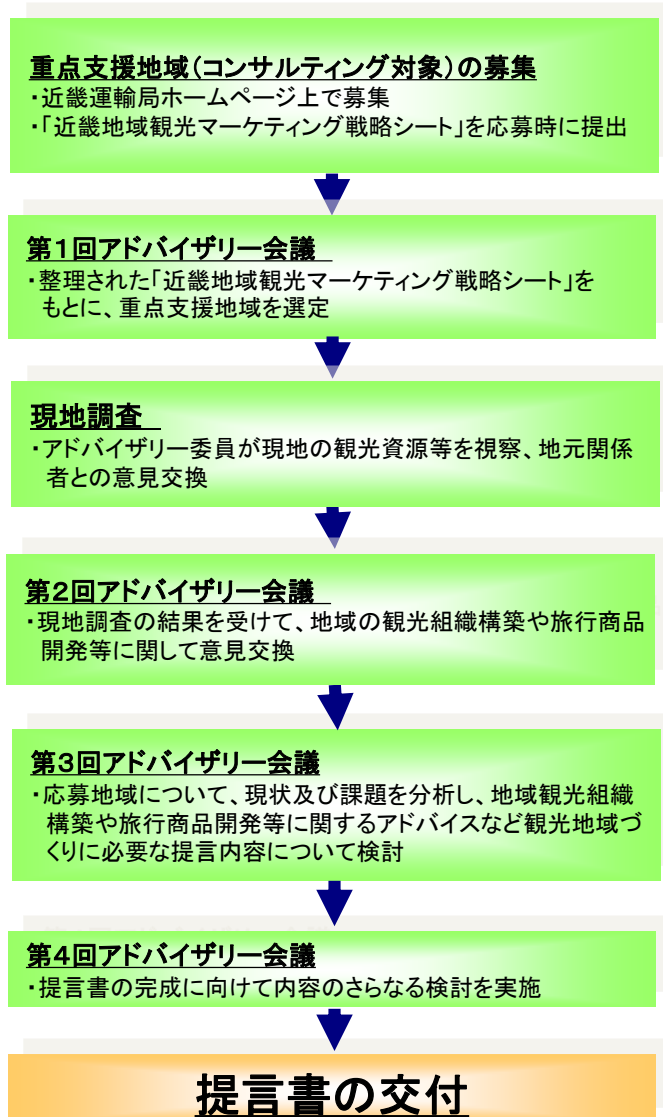 重点支援地域(コンサルティング対象)の募集
・近畿運輸局ホームページ上で募集
・「近畿地域観光マーケティング戦略シート」を応募時に提出
第１回アドバイザリー会議
・整理された「近畿地域観光マーケティング戦略シート」を
もとに、重点支援地域を選定
現地調査
・アドバイザリー委員が現地の観光資源等を視察、地元関係
者との意見交換
第２回アドバイザリー会議
・現地調査の結果を受けて、地域の観光組織構築や旅行商品
開発等に関して意見交換
第３回アドバイザリー会議
・応募地域について、現状及び課題を分析し、地域観光組織
構築や旅行商品開発等に関するアドバイスなど観光地域づ
くりに必要な提言内容について検討
第４回アドバイザリー会議
・提言書の完成に向けて内容のさらなる検討を実施
提言書の交付